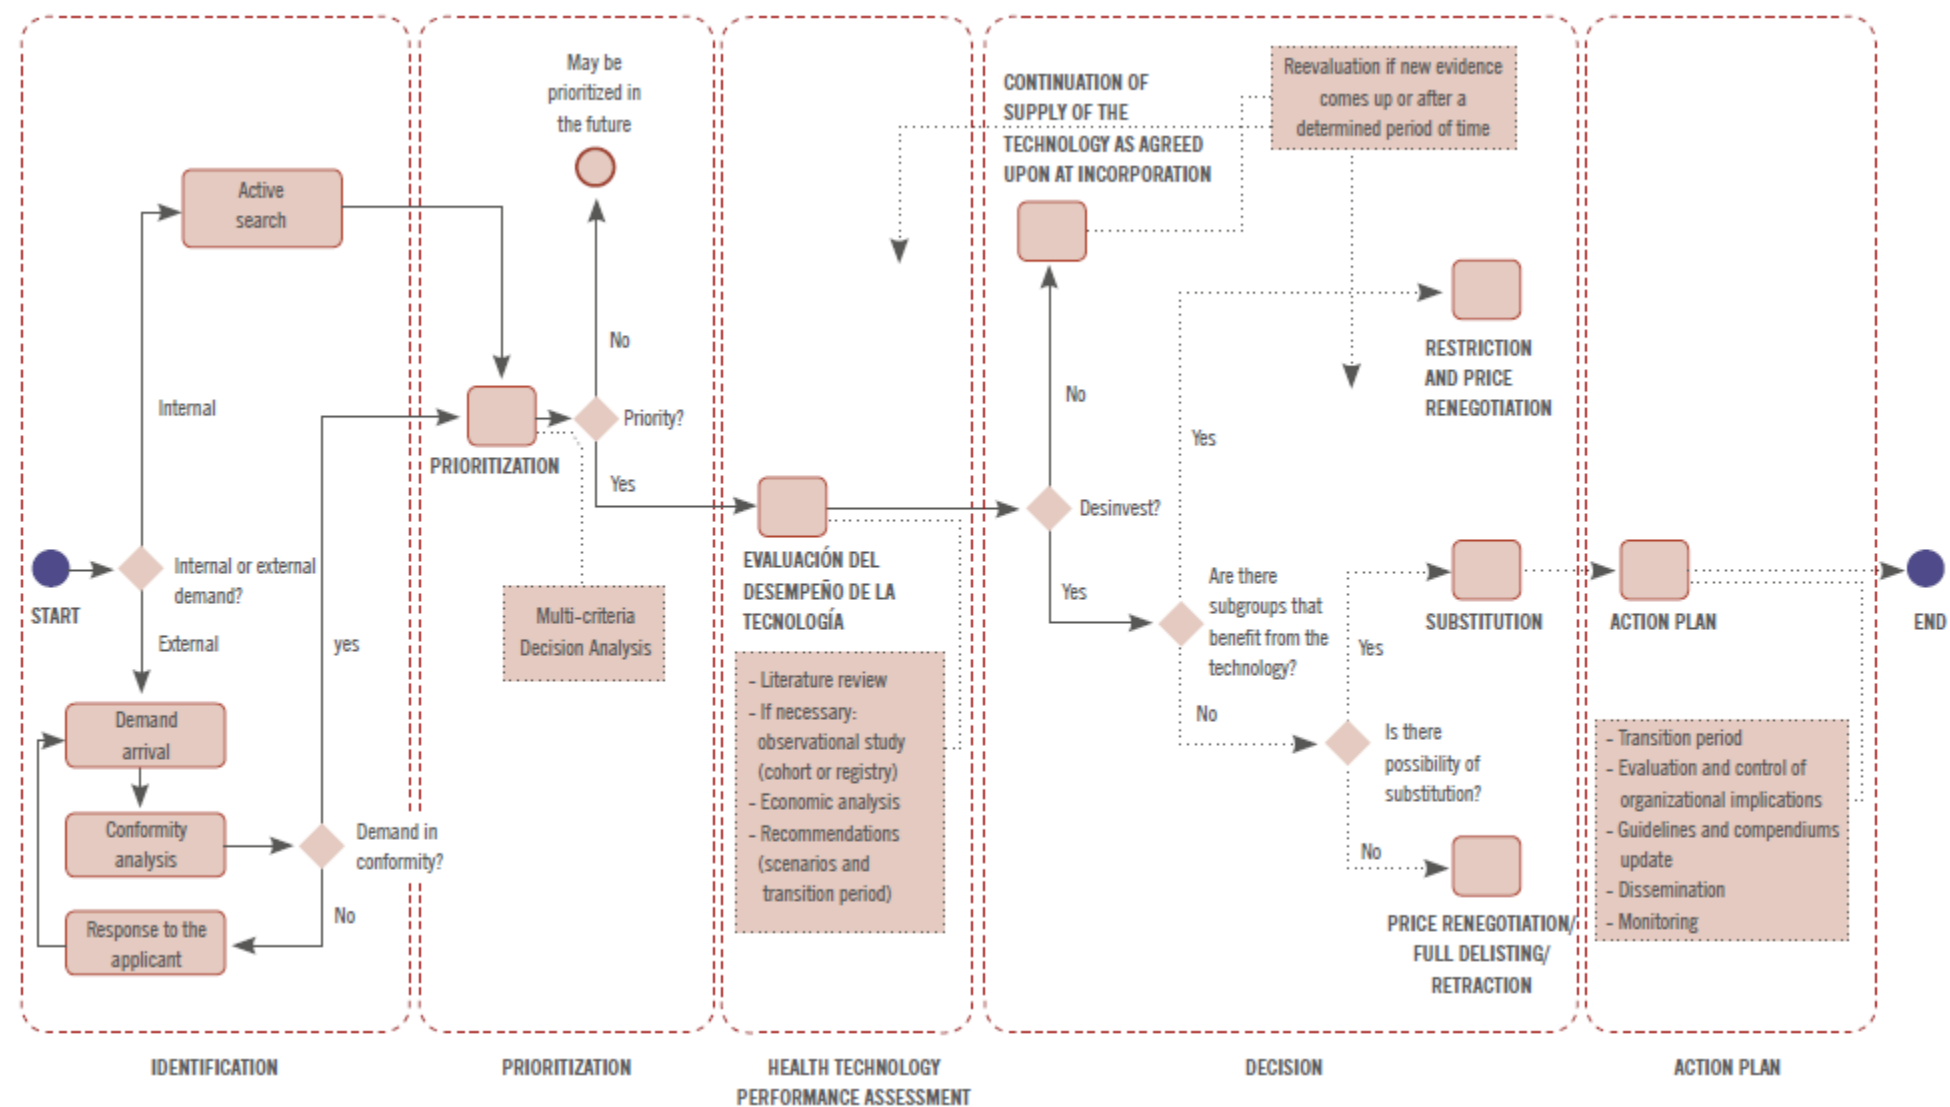 May be
prioritized in
the future
Active
search
No
Internal
Priority?
PRIORITIZATION
Yes
Internal or external
demand?
START
External
yes
Multi-criteria
Decision Analysis
Demand
arrival
Conformity
analysis
Demand in
conformity?
No
Response to the
applicant
EVALUACIÓN DEL
DESEMPEÑO DE LA
TECNOLOGÍA
- Literature review
- If necessary:
observational study
(cohort or registry)
- Economic analysis
- Recommendations
(scenarios and
transition period)
CONTINUATION OF
SUPPLY OF THE
TECHNOLOGY AS AGREED
UPON AT INCORPORATION
Reevaluation if new evidence
comes up or after a
determined period of time
No
Desinvest?
Yes
Yes
RESTRICTION
AND PRICE
RENEGOTIATION
Are there
subgroups that
benefit from the
technology?
No
Yes
SUBSTITUTION
Is there
possibility of
substitution?
No
PRICE RENEGOTIATION/
FULL DELISTING/
RETRACTION
ACTION PLAN
END
- Transition period
- Evaluation and control of
organizational implications
- Guidelines and compendiums
update
- Dissemination
- Monitoring
IDENTIFICATION
PRIORITIZATION
HEALTH TECHNOLOGY
PERFORMANCE ASSESSMENT
DECISION
ACTION PLAN